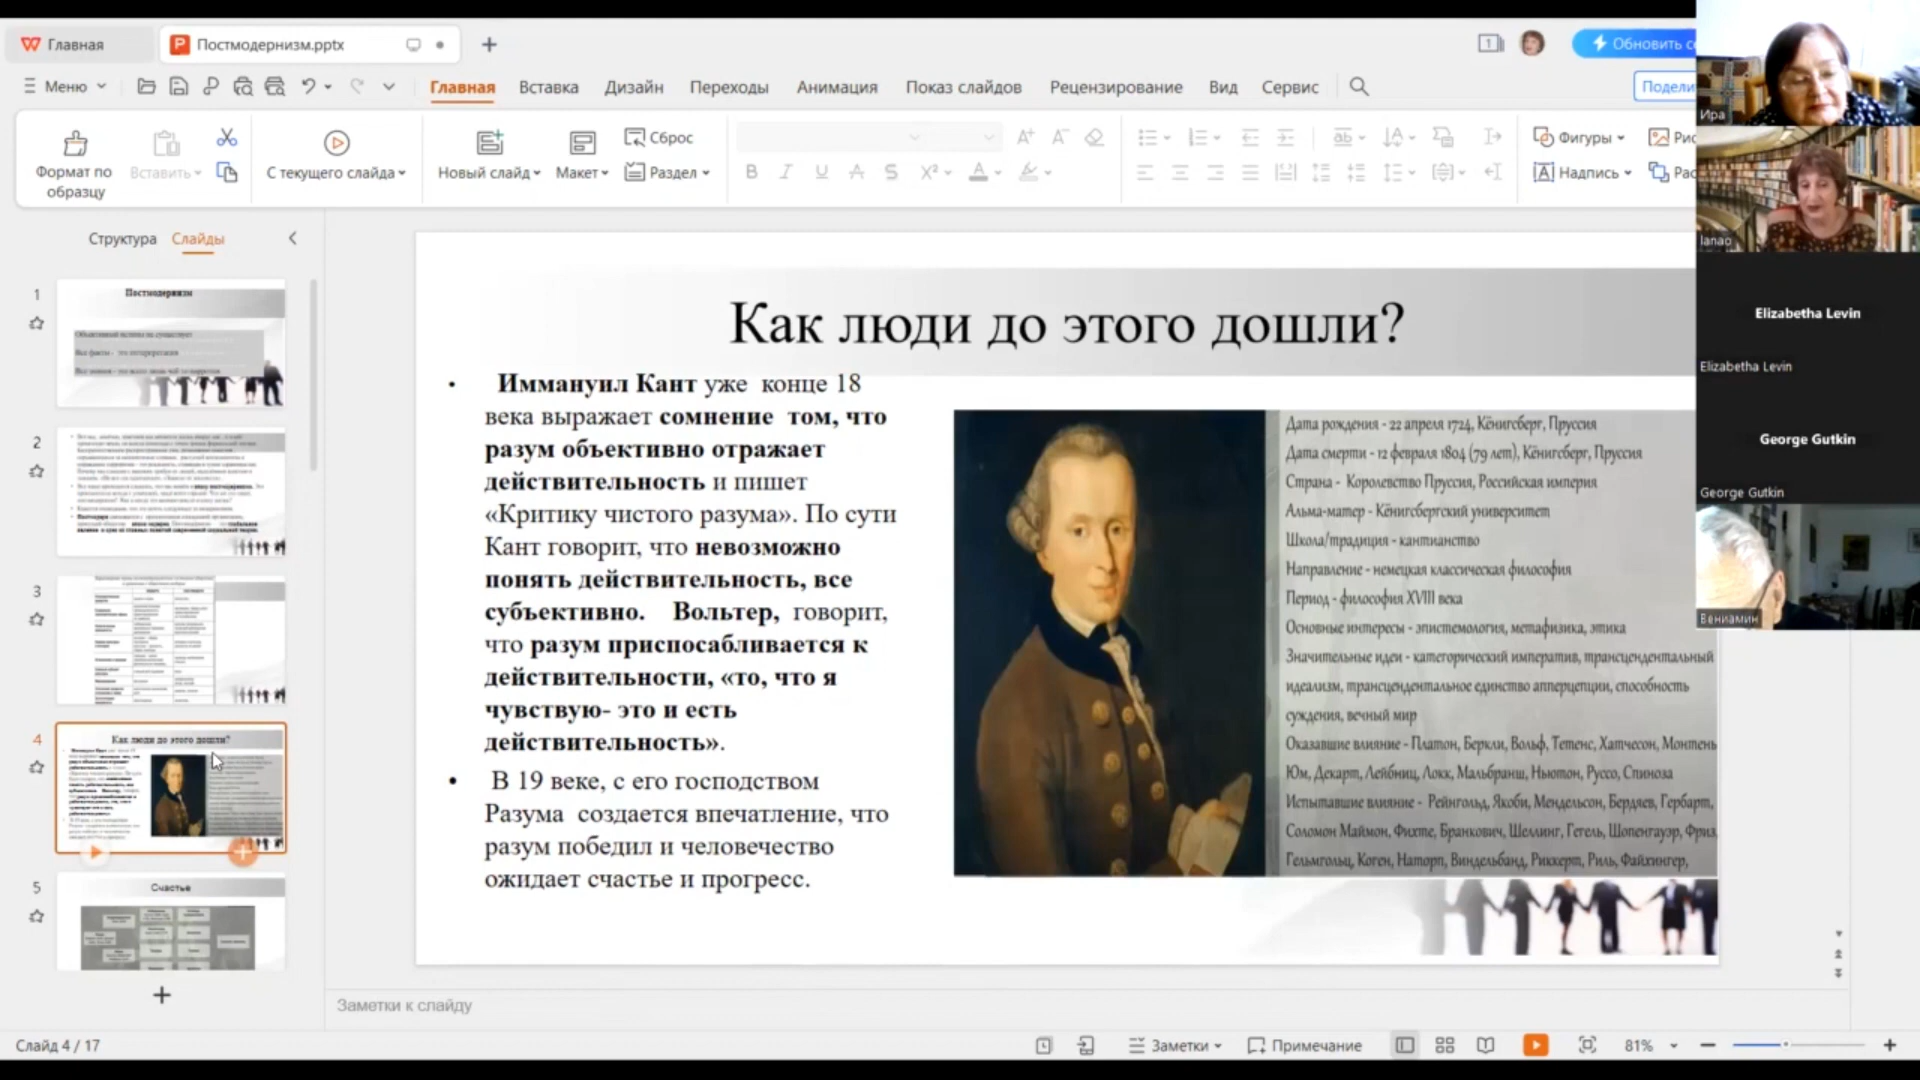 Главная
Постмодернизм.pptx
1
Обновить се
Меню
Главная
Вставка
Дизайн
Переходы
Анимация
Показ слайдов
Рецензирование
Вид
Сервис
Подели
Формат по
образцу
Вставить
С текущего слайда
Новый слайд
Макет
Сброс
Раздел
Фигуры
Рис
Надпись
Рас
Структура
Слайды
1
Постмодернизм
2
3
4
Как люди до этого дошли?
5
Счастье
Как люди до этого дошли?
• Иммануил Кант уже конце 18
века выражает сомнение том, что
разум объективно отражает
действительность и пишет
«Критику чистого разума». По сути
Кант говорит, что невозможно
понять действительность, все
субъективно. Вольтер, говорит,
что разум приспосабливается к
действительности, «то, что я
чувствую- это и есть
действительность».
• В 19 веке, с его господством
Разума создается впечатление, что
разум победил и человечество
ожидает счастье и прогресс.
Дата рождения - 22 апреля 1724, Кёнигсберг, Пруссия
Дата смерти - 12 февраля 1804 (79 лет), Кёнигсберг, Пруссия
Страна - Королевство Пруссия, Российская империя
Альма-матер - Кёнигсбергский университет
Школа/традиция - кантианство
Направление - немецкая классическая философия
Период - философия XVIII века
Основные интересы - эпистемология, метафизика, этика
Значительные идеи - категорический императив, трансцендентальный
идеализм, трансцендентальное единство апперцепции, способность
суждения, вечный мир
Оказавшие влияние - Платон, Беркли, Вольф, Тетенс, Хатчесон, Монтень
Юм, Декарт, Лейбниц, Локк, Мальбранш, Ньютон, Руссо, Спиноза
Испытавшие влияние - Рейнгольд, Якоби, Мендельсон, Бердяев, Гербарт,
Соломон Маймон, Фихте, Бранкович, Шеллинг, Гегель, Шопенгауэр, Фриз,
Гельмгольц, Коген, Наторп, Виндельбанд, Риккерт, Риль, Файхингер,
Ира
lanao
Elizabetha Levin
Elizabetha Levin
George Gutkin
George Gutkin
Вениамин
Заметки к слайду
Слайд 4 / 17
Заметки
Примечание
81%